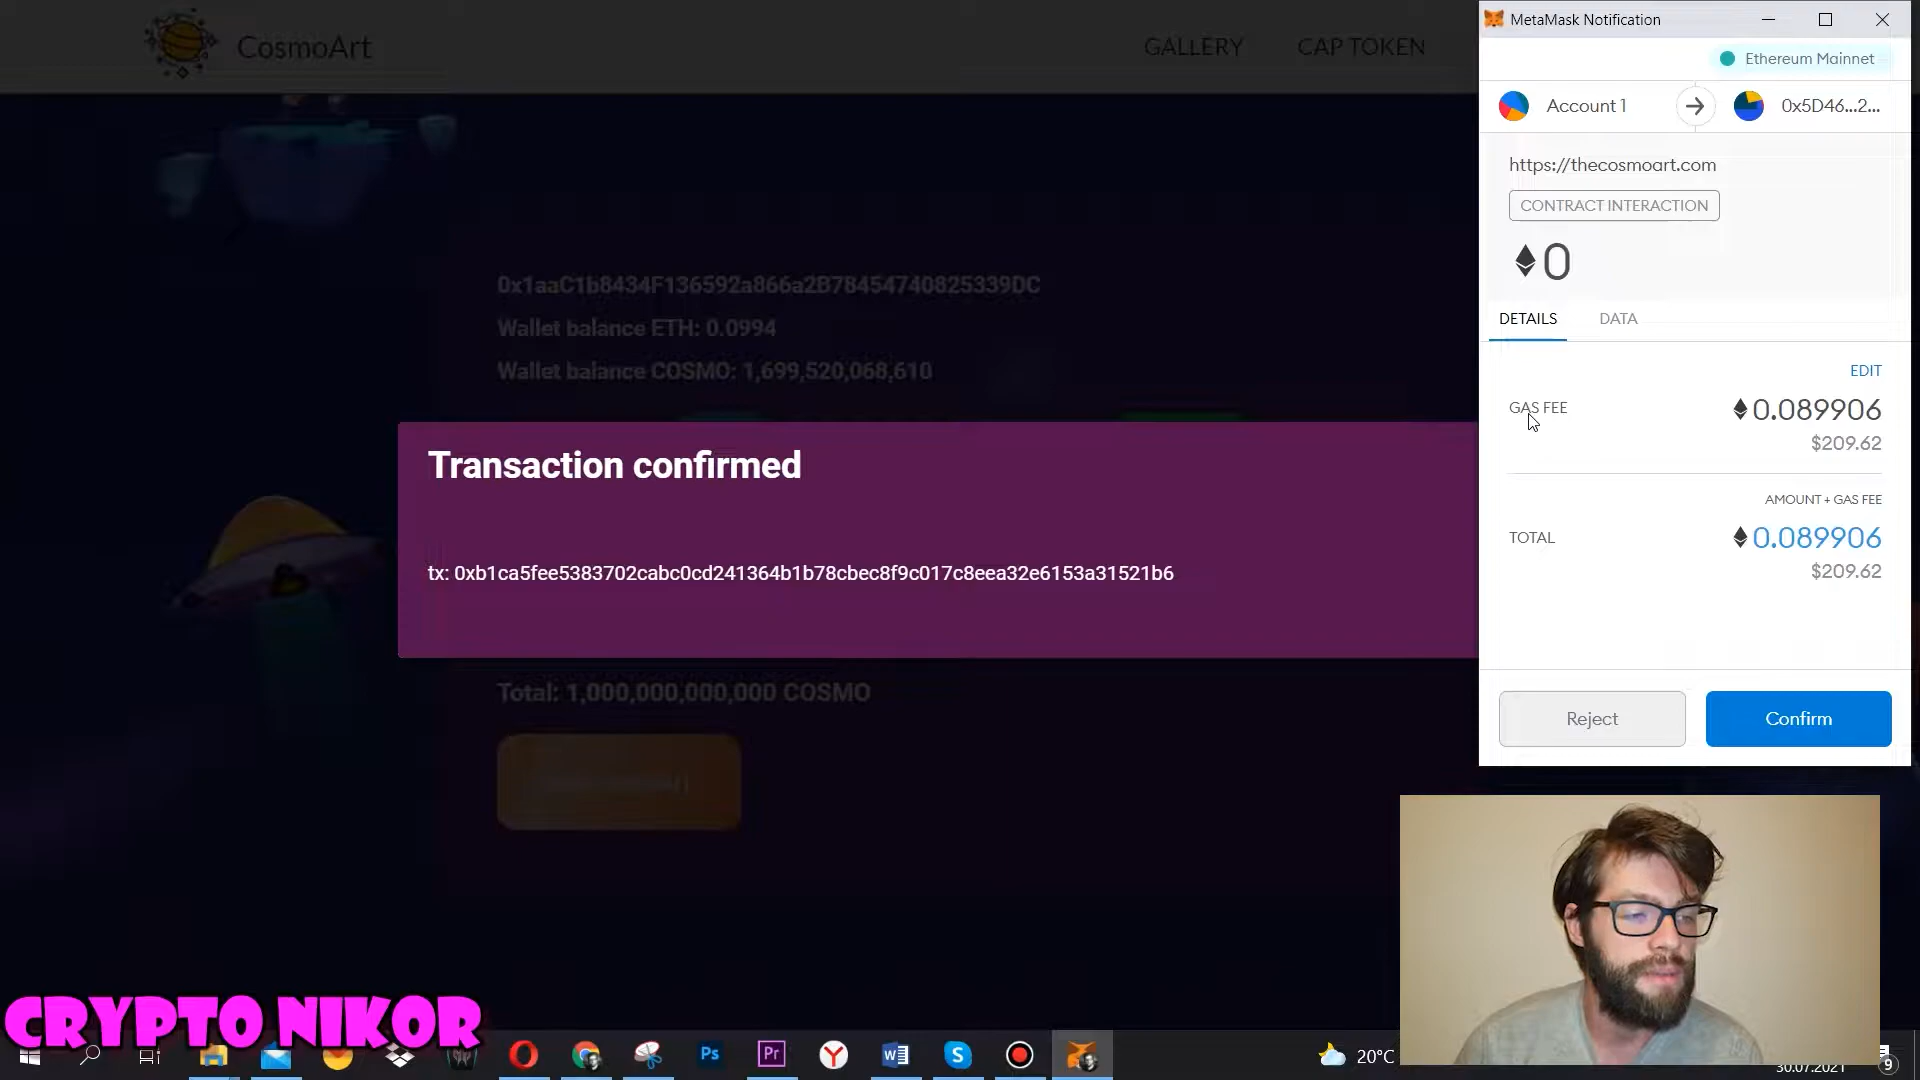 CosmoArt
GALLERY
CAP TOKEN
0x1aaC1b8434F136592a866a2B78454740825339DC
Wallet balance ETH: 0.0994
Wallet balance COSMO: 1,699,520,068,610
Transaction confirmed
tx: 0xb1ca5fee5383702cabc0cd241364b1b78cbec8f9c017c8eea32e6153a31521b6
Total: 1,000,000,000,000 COSMO
MetaMask Notification
Ethereum Mainnet
Account 1
0x5D46...2...
https://thecosmoart.com
CONTRACT INTERACTION
0
DETAILS
DATA
EDIT
GAS FEE
0.089906
$209.62
AMOUNT + GAS FEE
TOTAL
0.089906
$209.62
Reject
Confirm
CRYPTO NIKOR
Ps
Pr
20°C
30.07.2021
9